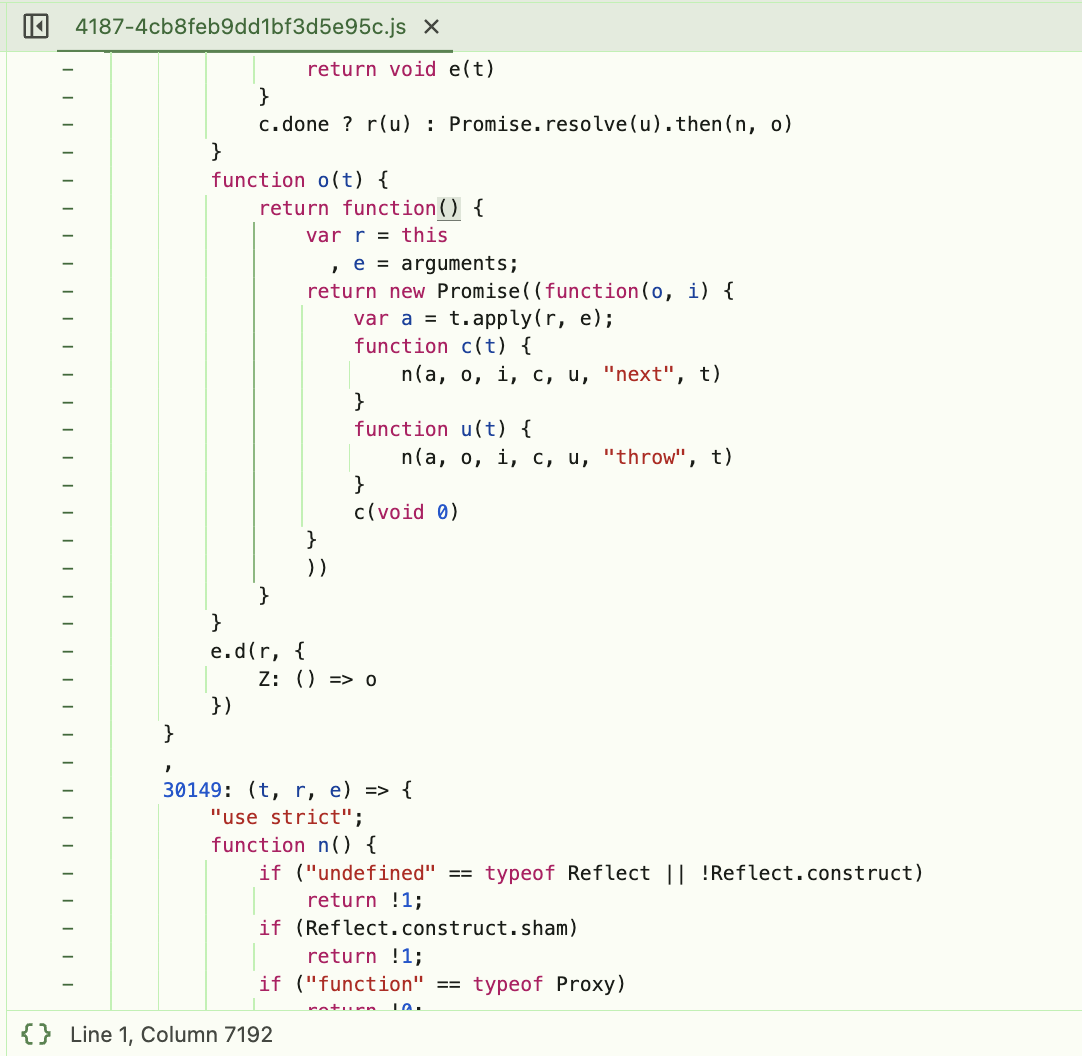 4187-4cb8feb9dd1bf3d5e95c.js ×
return void e(t)
}
c.done ? r(u) : Promise.resolve(u).then(n, o)
}
function o(t) {
return function() {
var r = this
, e = arguments;
return new Promise((function(o, i) {
var a = t.apply(r, e);
function c(t) {
n(a, o, i, c, u, "next", t)
}
function u(t) {
n(a, o, i, c, u, "throw", t)
}
c(void 0)
}
))
}
}
e.d(r, {
Z: () => o
})
}
,
30149: (t, r, e) => {
"use strict";
function n() {
if ("undefined" == typeof Reflect || !Reflect.construct)
return !1;
if (Reflect.construct.sham)
return !1;
if ("function" == typeof Proxy)
return !0;
{} Line 1, Column 7192